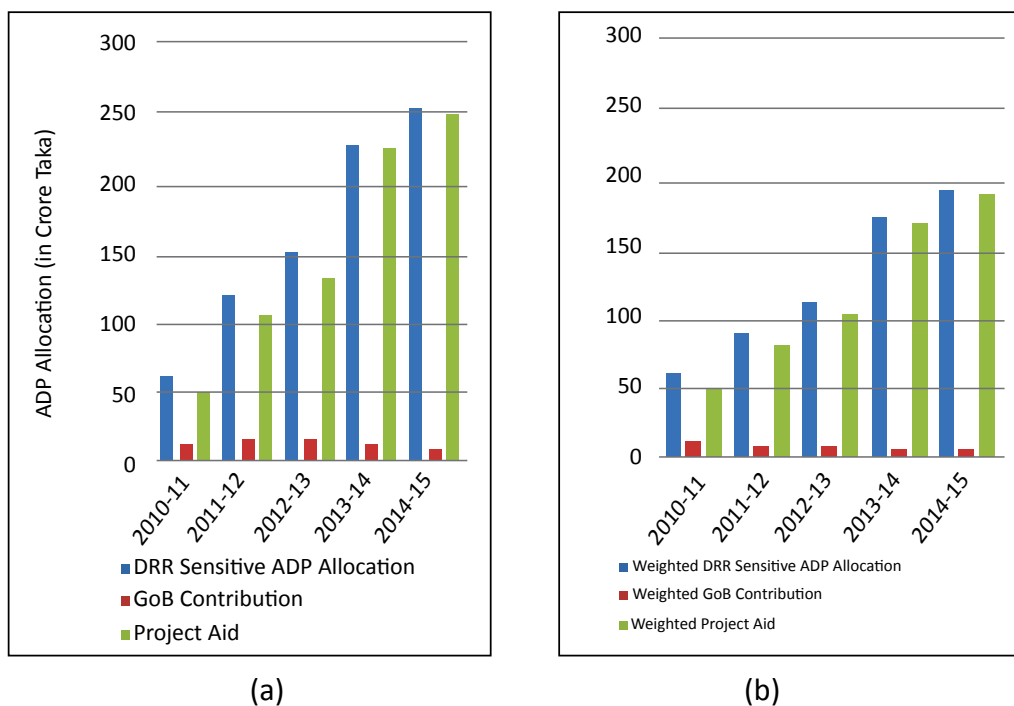 300
250
200
150
100
50
0
ADP Allocation (in Crore Taka)
2010-11
2011-12
2012-13
2013-14
2014-15
DRR Sensitive ADP Allocation
GoB Contribution
Project Aid
(a)
300
250
200
150
100
50
0
2010-11
2011-12
2012-13
2013-14
2014-15
Weighted DRR Sensitive ADP Allocation
Weighted GoB Contribution
Weighted Project Aid
(b)